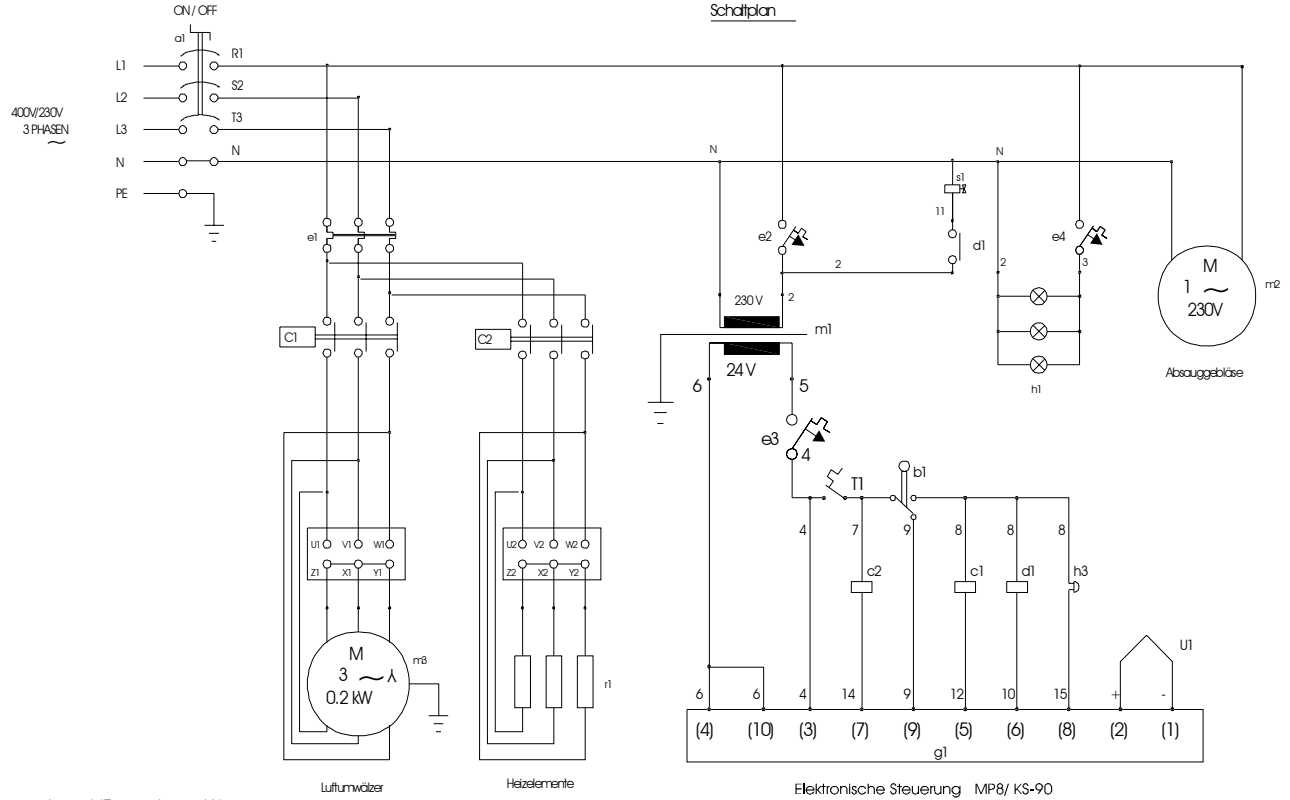 ON / OFF
Schaltplan
a1
R1
L1
S2
L2
400V/230V
3 PHASEN
~
T3
L3
N
N
N
N
PE
s1
11
e1
e2
d1
e4
2
2
3
M
1 ~
230V
m2
230 V
2
C1
C2
m1
24 V
Absauggebläse
6
5
h1
e3
4
T1
b1
4
7
9
8
8
8
U1
V1
W1
U2
V2
W2
Z1
X1
Y1
Z2
X2
Y2
c2
c1
d1
h3
M
3 ~
0.2 kW
m3
r1
U1
6
6
4
14
9
12
10
15
+
-
(4)
(10)
(3)
(7)
(9)
(5)
(6)
(8)
(2)
(1)
g1
Luftumwälzer
Heizelemente
Elektronische Steuerung MP8/ KS-90